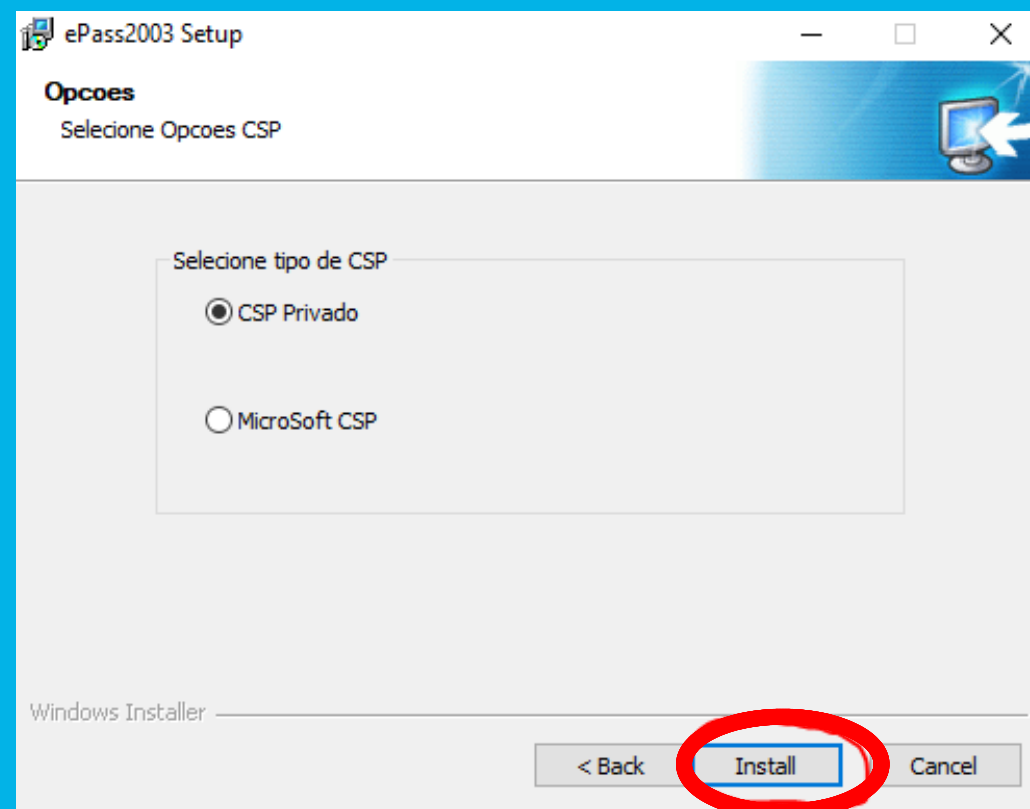 ePass2003 Setup
Opcoes
Selecione Opcoes CSP
Selecione tipo de CSP
CSP Privado
MicroSoft CSP
Windows Installer
< Back
Install
Cancel